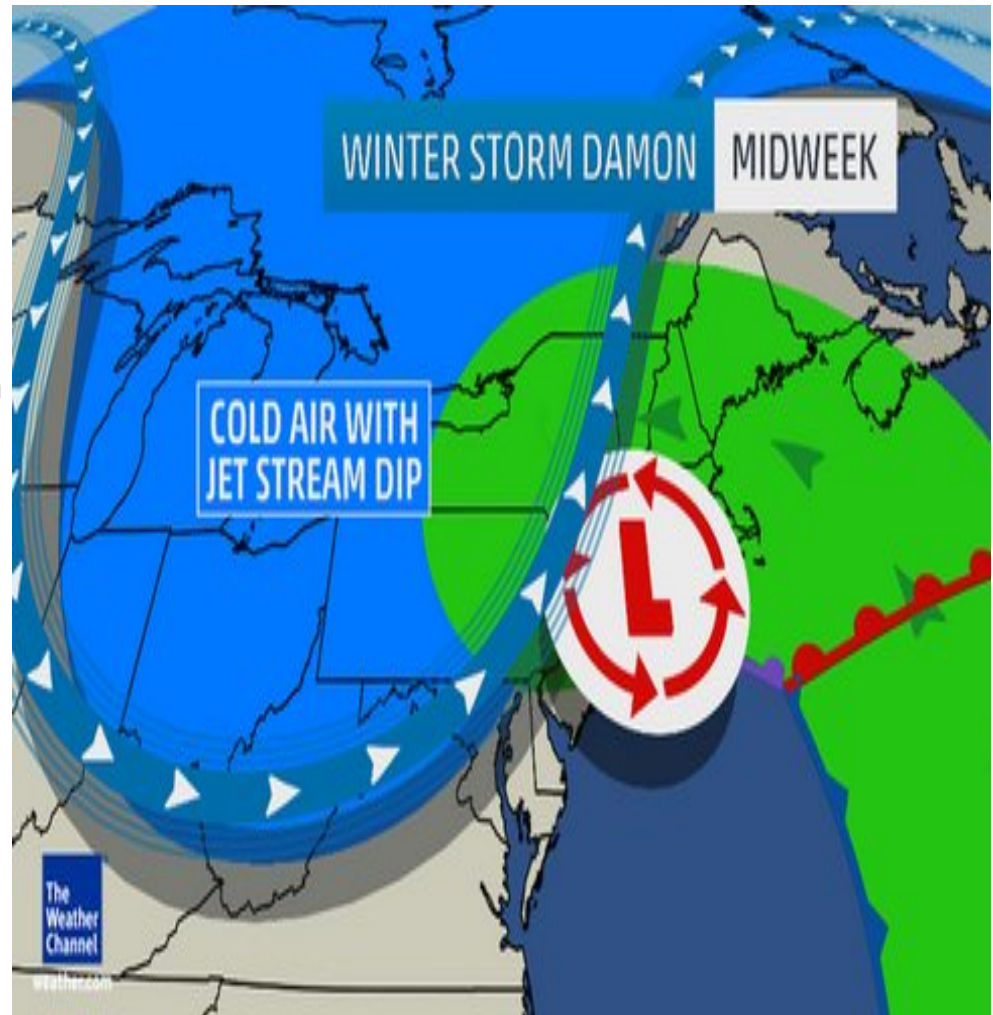 WINTER STORM DAMON MIDWEEK
COLD AIR WITH
JET STREAM DIP
L
The
Weather
Channel
weather.com